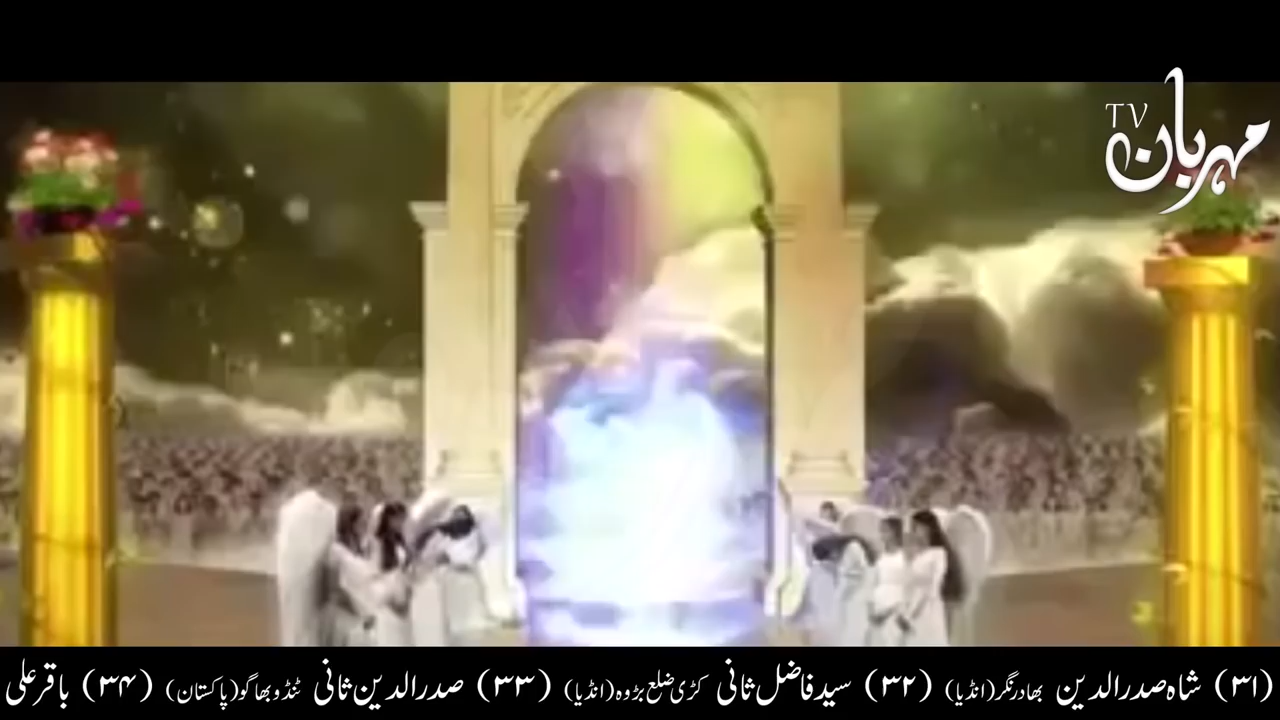 TV
مہربان
(۳۱) شاہ صدرالدین بہادرنگر (انڈیا) (۳۲) سید فاضل ثانی کڑی ضلع بڑوہ (انڈیا) (۳۳) صدرالدین ثانی ٹنڈو بھاگو (پاکستان) (۳۴) باقر علی